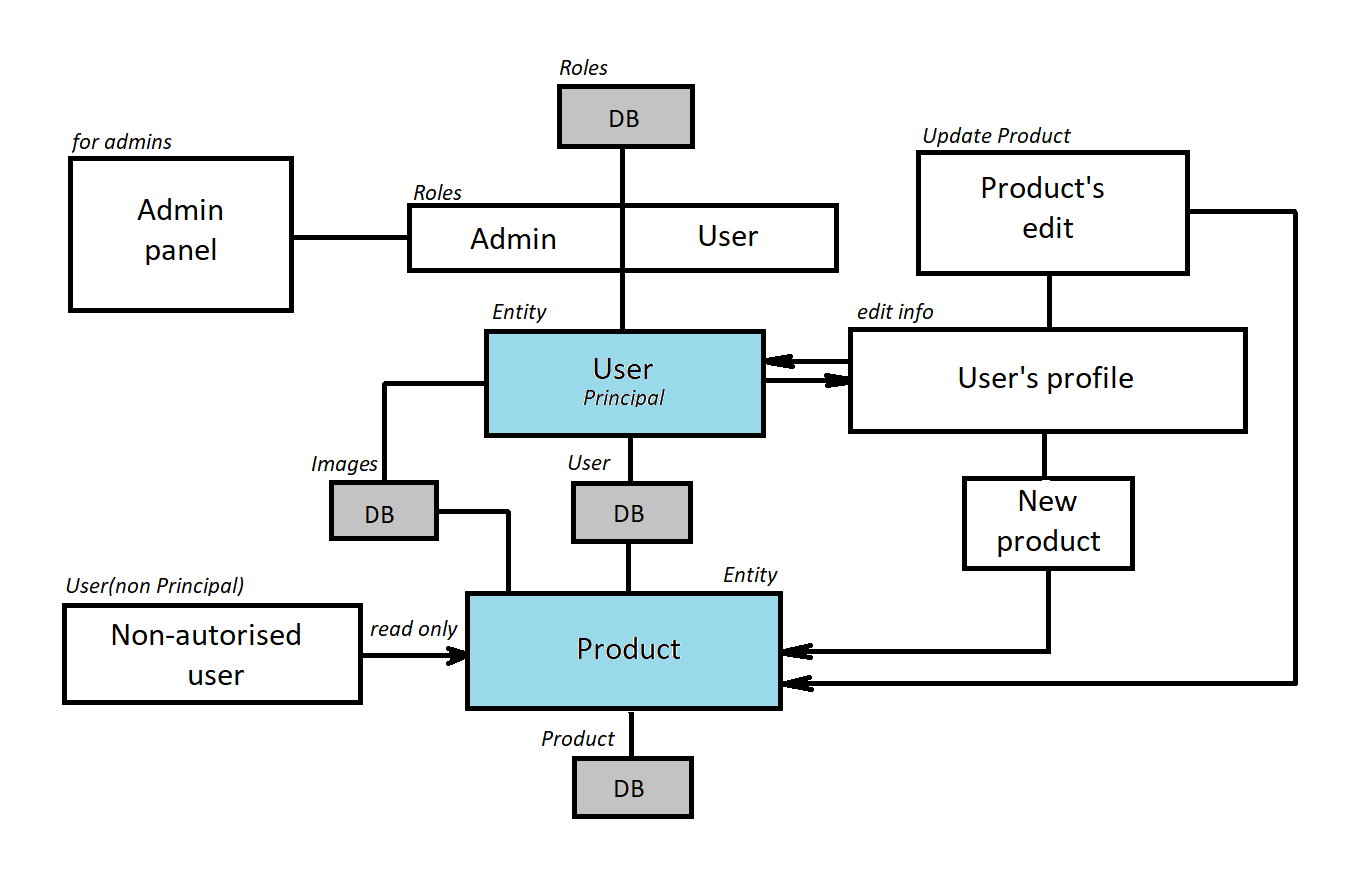 Roles
DB
for admins
Admin
panel
Roles
Admin
User
Update Product
Product's
edit
Entity
User
Principal
edit info
User's profile
Images
DB
User
DB
New
product
User(non Principal)
Non-autorised
user
read only
Entity
Product
Product
DB